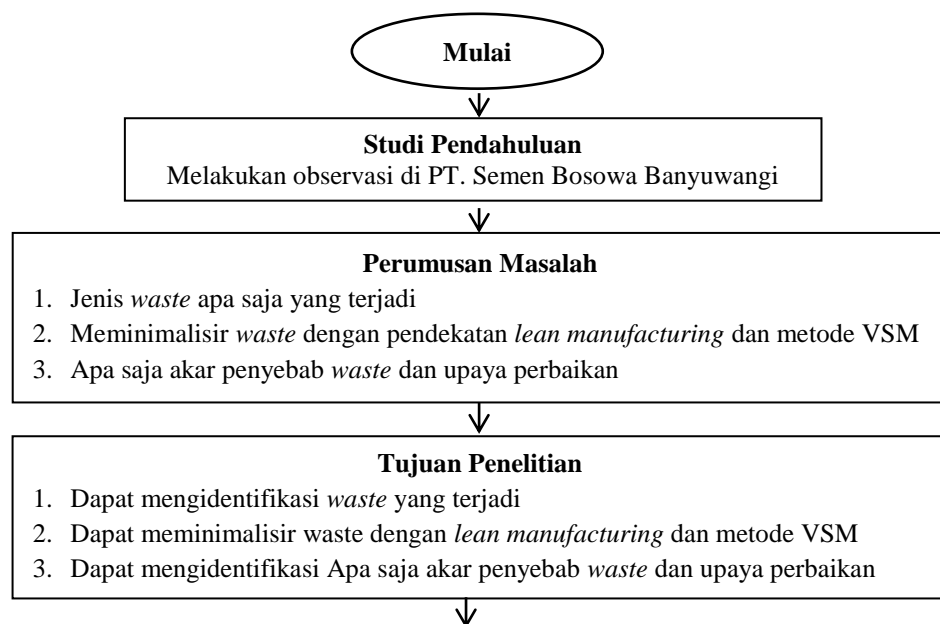 Mulai
Studi Pendahuluan
Melakukan observasi di PT. Semen Bosowa Banyuwangi
Perumusan Masalah
1. Jenis waste apa saja yang terjadi
2. Meminimalisir waste dengan pendekatan lean manufacturing dan metode VSM
3. Apa saja akar penyebab waste dan upaya perbaikan
Tujuan Penelitian
1. Dapat mengidentifikasi waste yang terjadi
2. Dapat meminimalisir waste dengan lean manufacturing dan metode VSM
3. Dapat mengidentifikasi Apa saja akar penyebab waste dan upaya perbaikan